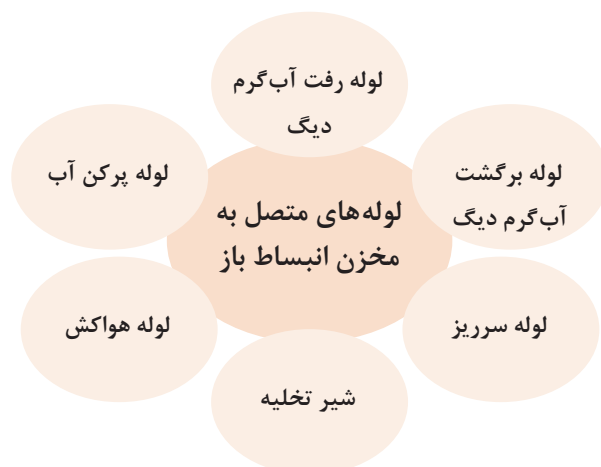 لوله رفت آب‌گرم
دیگ
لوله برگشت
آب‌گرم دیگ
لوله پرکن آب
لوله‌های متصل به
مخزن انبساط باز
لوله سرریز
لوله هواکش
شیر تخلیه